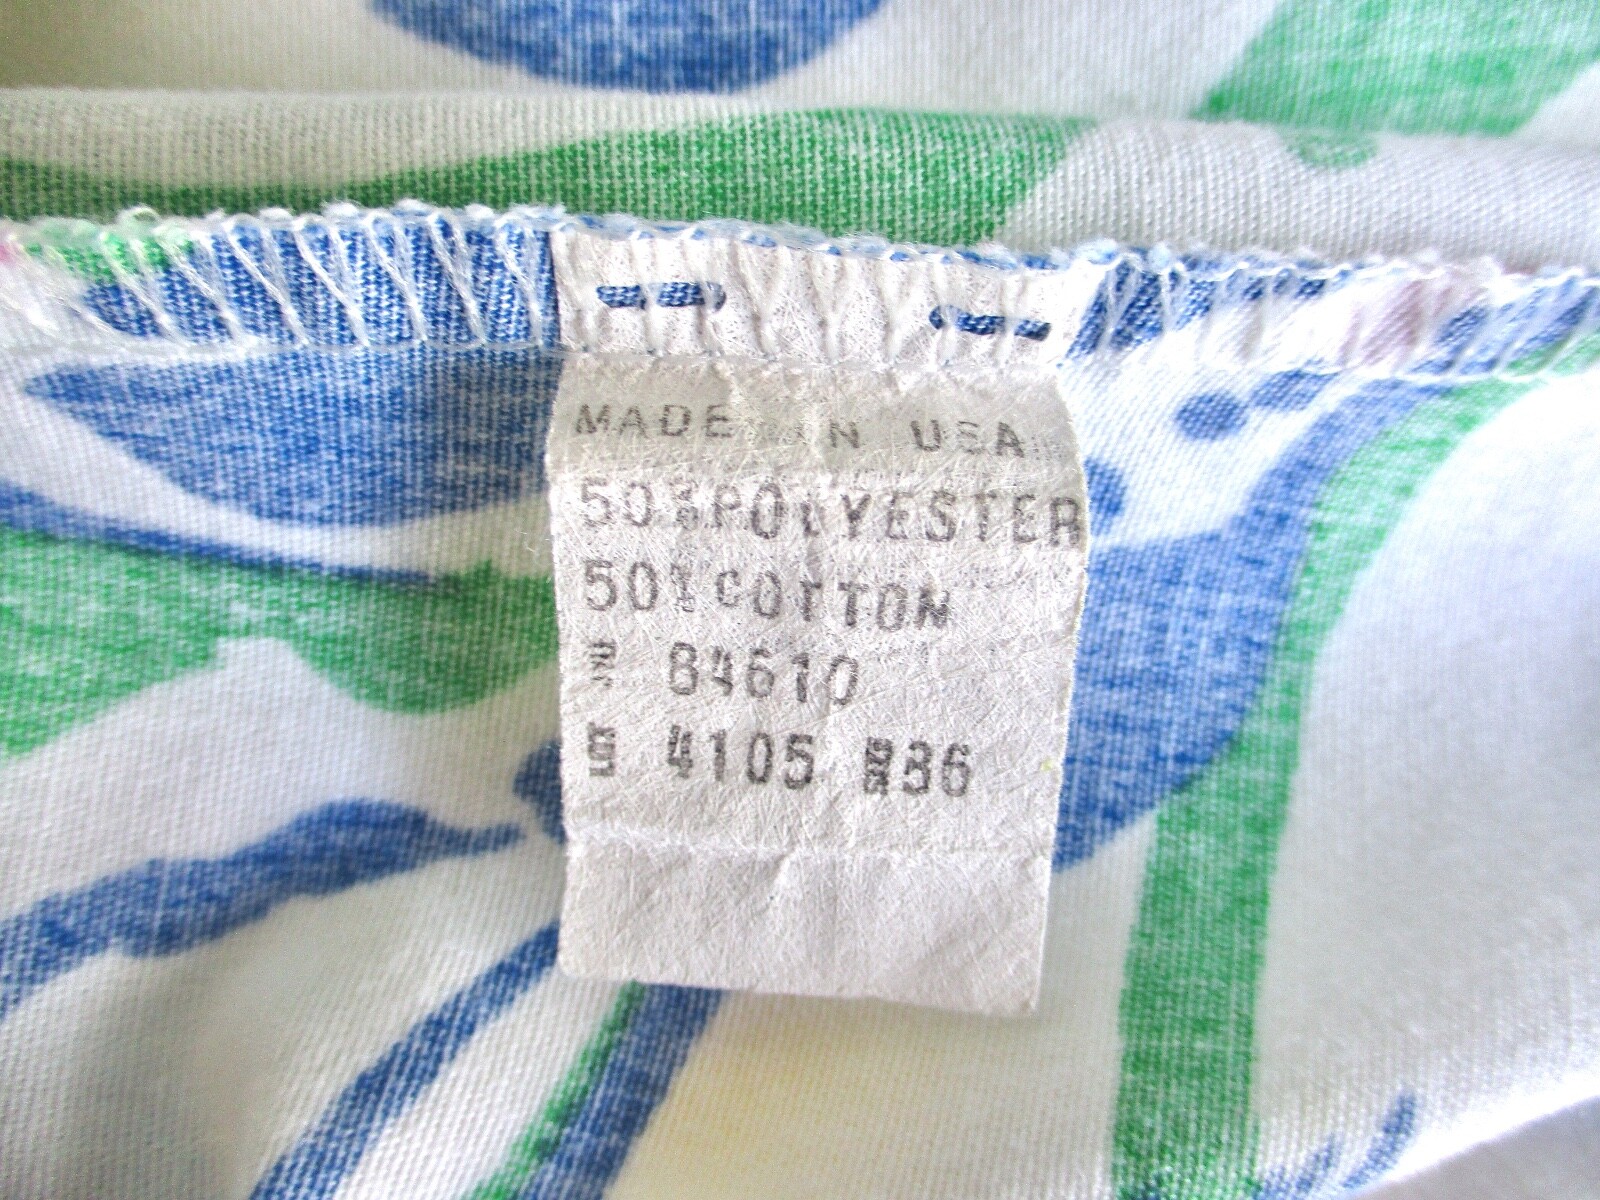 MADE IN USA
50% POLYESTER
50% COTTON
84610
4105 36